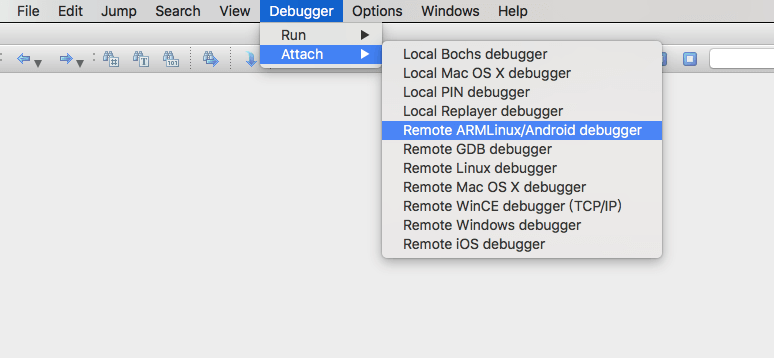 File Edit Jump Search View Debugger Options Windows Help
Run
Attach
Local Bochs debugger
Local Mac OS X debugger
Local PIN debugger
Local Replayer debugger
Remote ARMLinux/Android debugger
Remote GDB debugger
Remote Linux debugger
Remote Mac OS X debugger
Remote WinCE debugger (TCP/IP)
Remote Windows debugger
Remote iOS debugger
# T 101